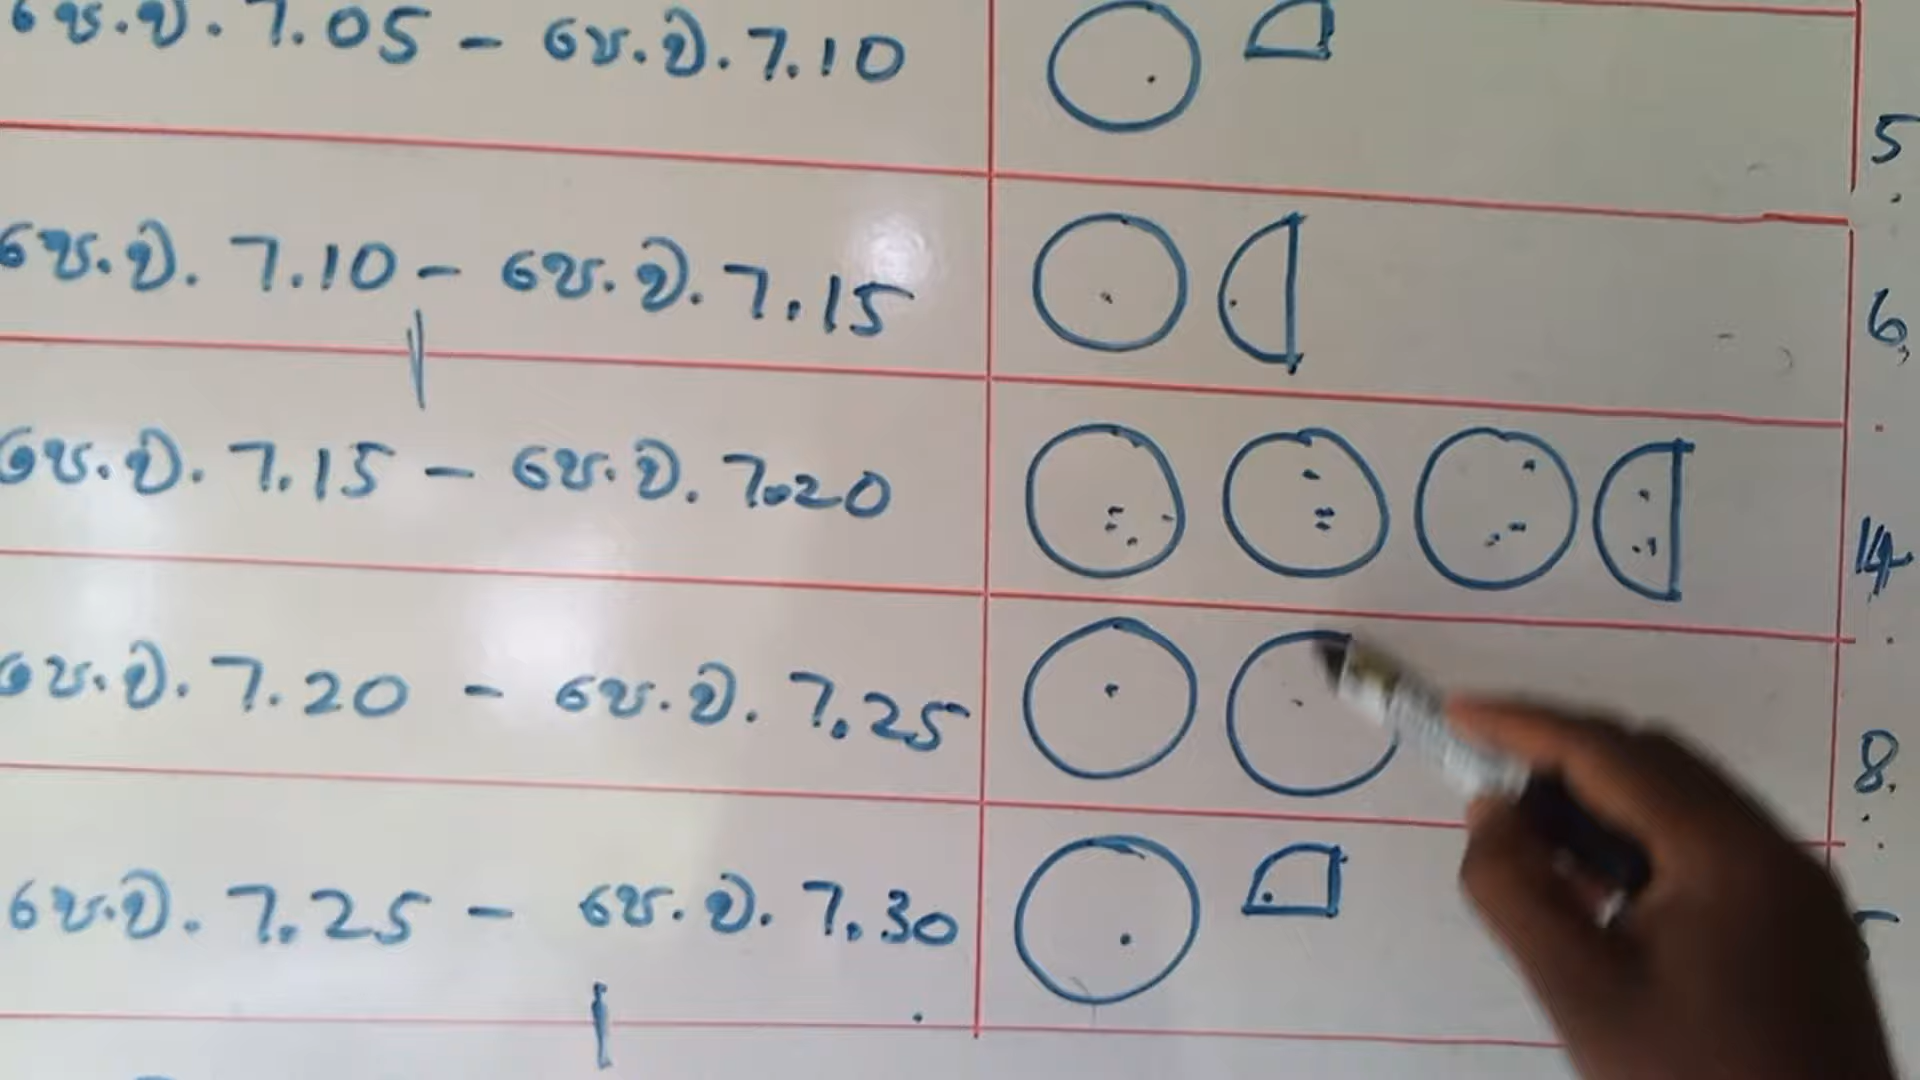 පෙ.ව. 7.05 - පෙ.ව. 7.10
5
පෙ.ව. 7.10 - පෙ.ව. 7.15
6
පෙ.ව. 7.15 - පෙ.ව. 7.20
14
පෙ.ව. 7.20 - පෙ.ව. 7.25
8
පෙ.ව. 7.25 - පෙ.ව. 7.30